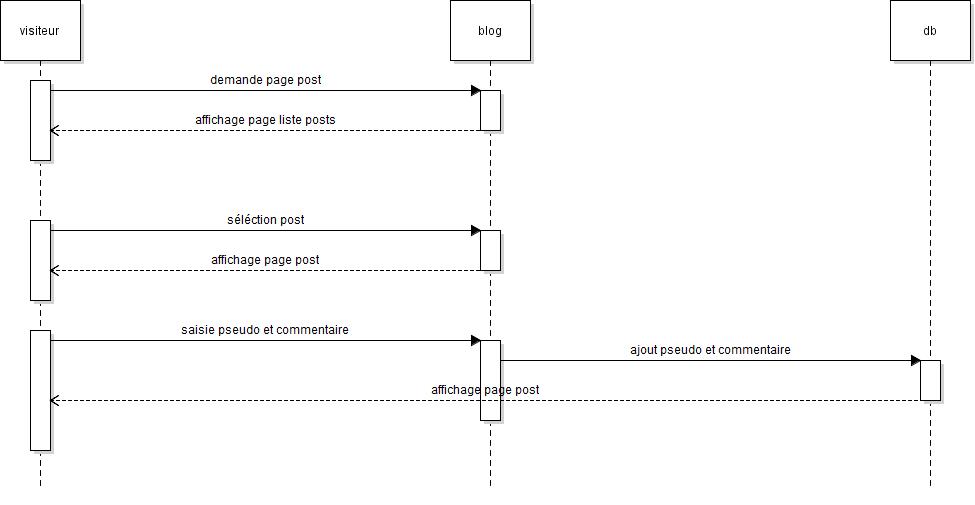 visiteur
blog
db
demande page post
affichage page liste posts
séléction post
affichage page post
saisie pseudo et commentaire
ajout pseudo et commentaire
affichage page post